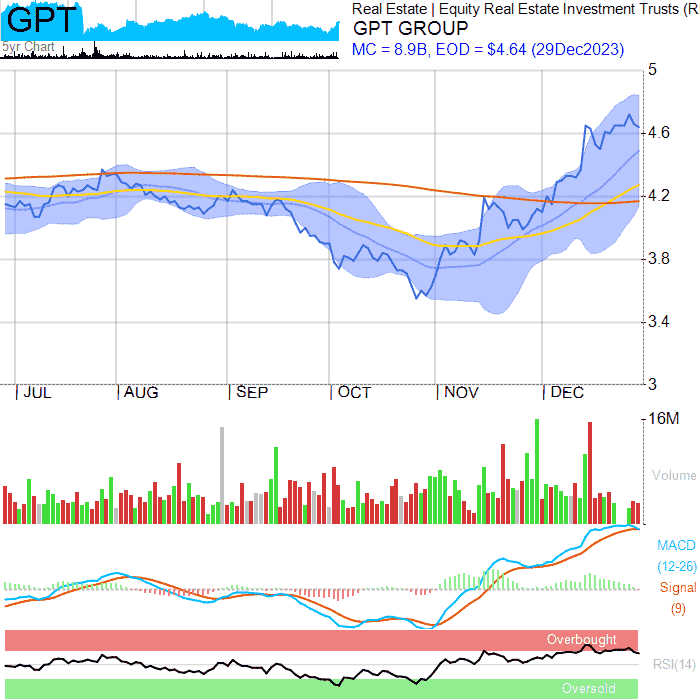 GPT
5yr Chart
Real Estate | Equity Real Estate Investment Trusts (R
GPT GROUP
MC = 8.9B, EOD = $4.64 (29Dec2023)
5
4.6
4.2
3.8
3.4
3
JUL AUG SEP OCT NOV DEC
16M
Volume
MACD
(12-26)
Signal
(9)
Overbought
RSI(14)
Oversold